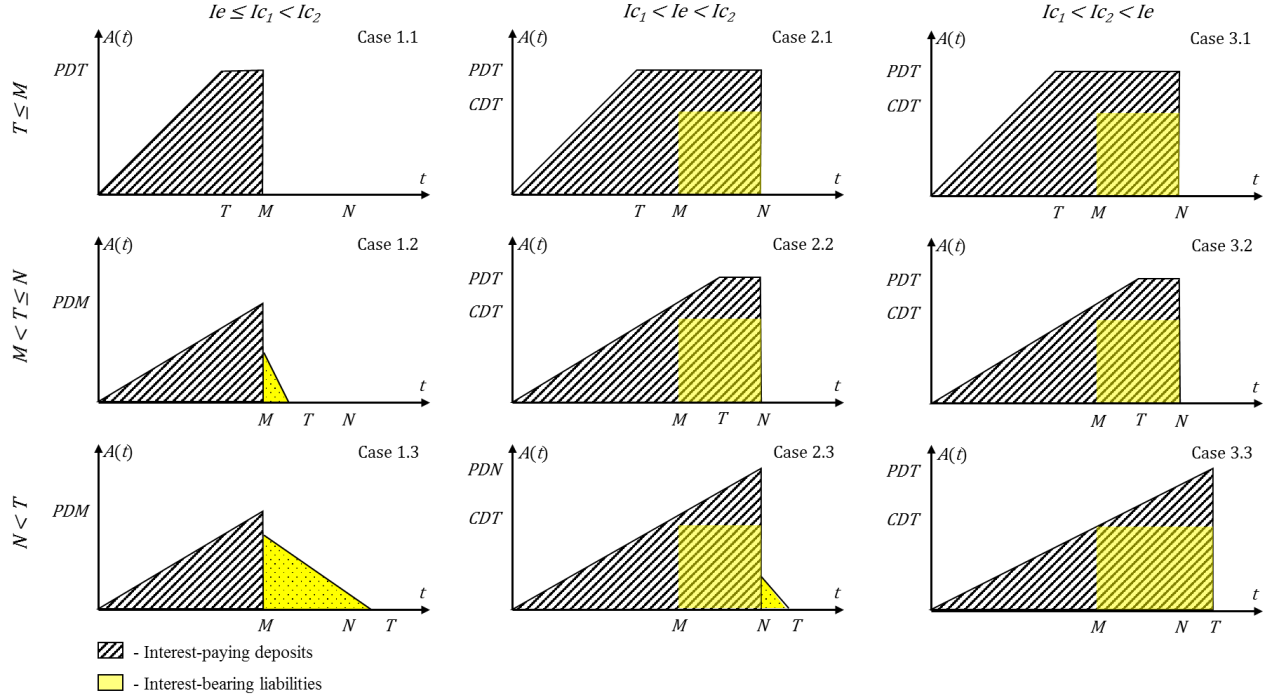 Ie ≤ Ic₁ < Ic₂
Ic₁ < Ie < Ic₂
Ic₁ < Ic₂ < Ie
T ≤ M
A(t)
Case 1.1
PDT
t
T M N
A(t)
Case 2.1
PDT
CDT
t
T M N
A(t)
Case 3.1
PDT
CDT
t
T M N
M < T ≤ N
A(t)
Case 1.2
PDM
t
M T N
A(t)
Case 2.2
PDT
CDT
t
M T N
A(t)
Case 3.2
PDT
CDT
t
M T N
N < T
A(t)
Case 1.3
PDM
t
M N T
A(t)
Case 2.3
PDN
CDT
t
M N T
A(t)
Case 3.3
PDT
CDT
t
M N T
- Interest-paying deposits
- Interest-bearing liabilities